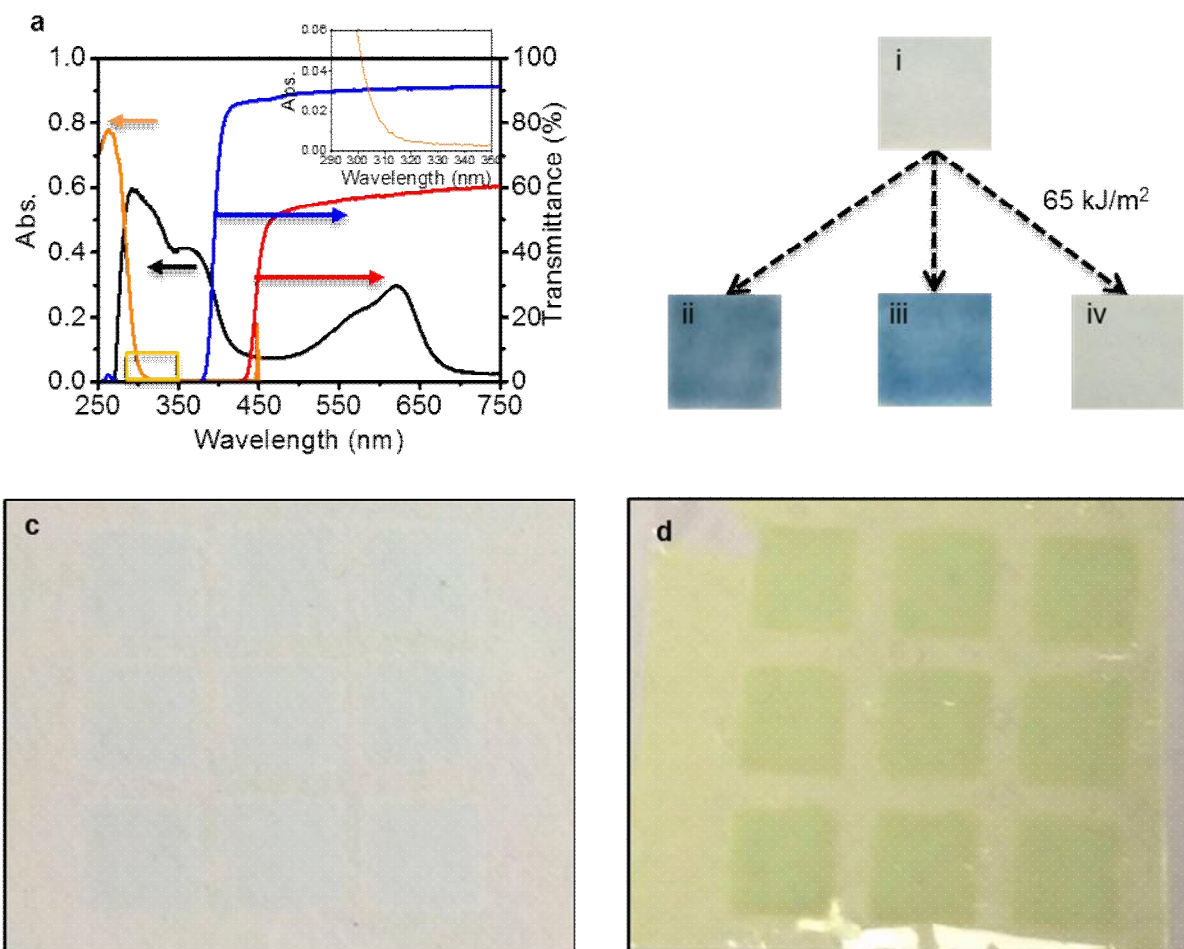 a
1.0
0.8
0.6
0.4
0.2
0.0
Abs.
250 350 450 550 650 750
Wavelength (nm)
100
80
60
40
20
0
Transmittance (%)
0.06
0.04
0.02
0.00
Abs.
290 300 310 320 330 340 350
Wavelength (nm)
i
65 kJ/m²
ii
iii
iv
c
d